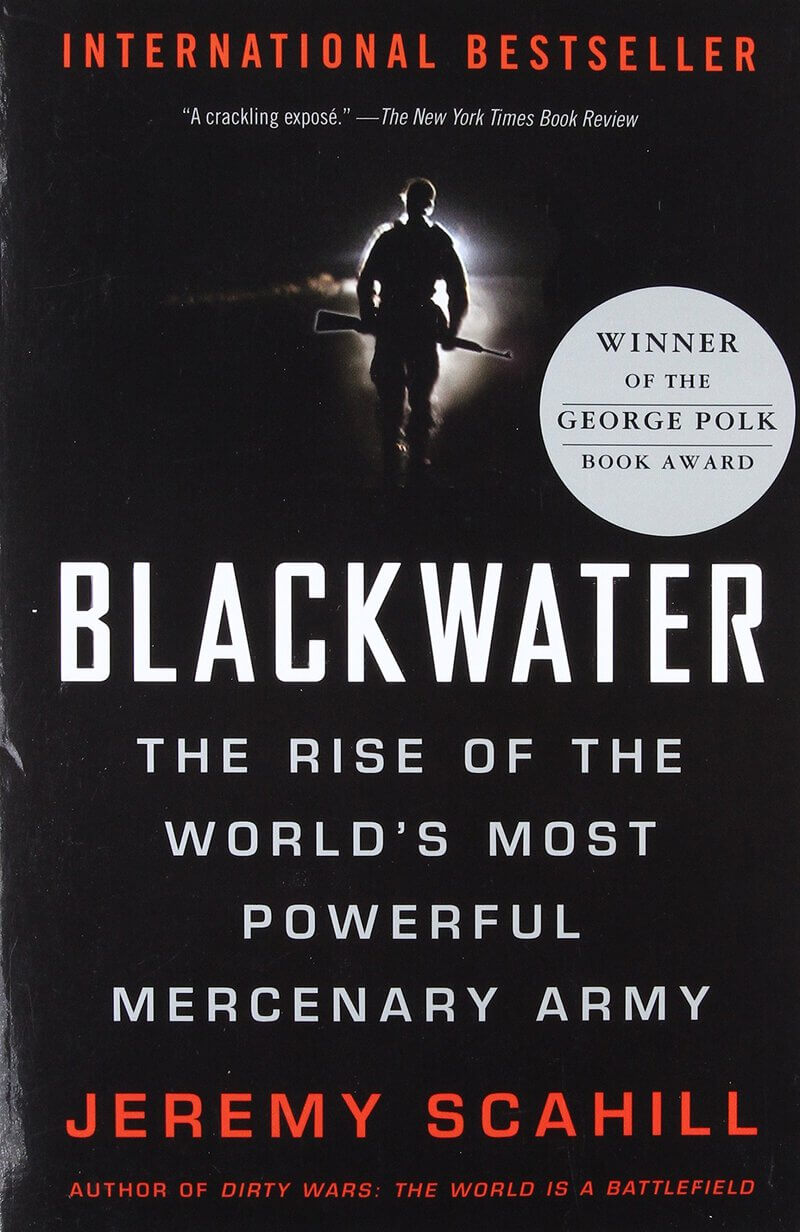 INTERNATIONAL BESTSELLER
“A crackling exposé.” —The New York Times Book Review
WINNER
OF THE
GEORGE POLK
BOOK AWARD
BLACKWATER
THE RISE OF THE
WORLD’S MOST
POWERFUL
MERCENARY ARMY
JEREMY SCAHILL
AUTHOR OF DIRTY WARS: THE WORLD IS A BATTLEFIELD